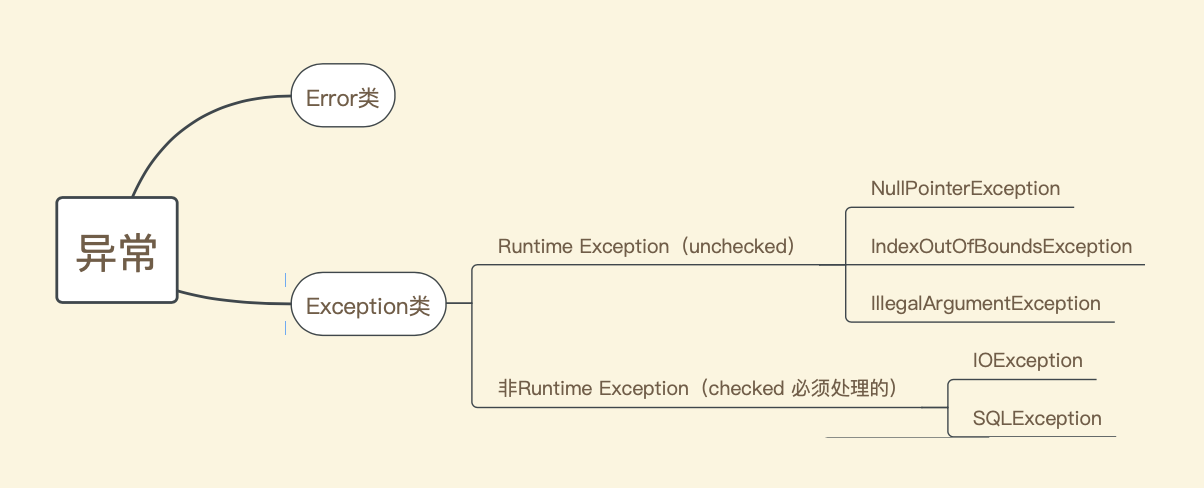 异常
Error类
Exception类
Runtime Exception（unchecked）
NullPointerException
IndexOutOfBoundsException
IllegalArgumentException
非Runtime Exception（checked 必须处理的）
IOException
SQLException